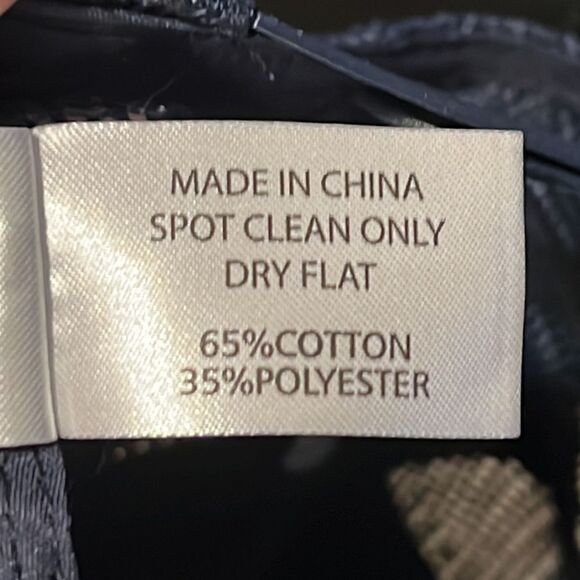 MADE IN CHINA
SPOT CLEAN ONLY
DRY FLAT
65%COTTON
35%POLYESTER